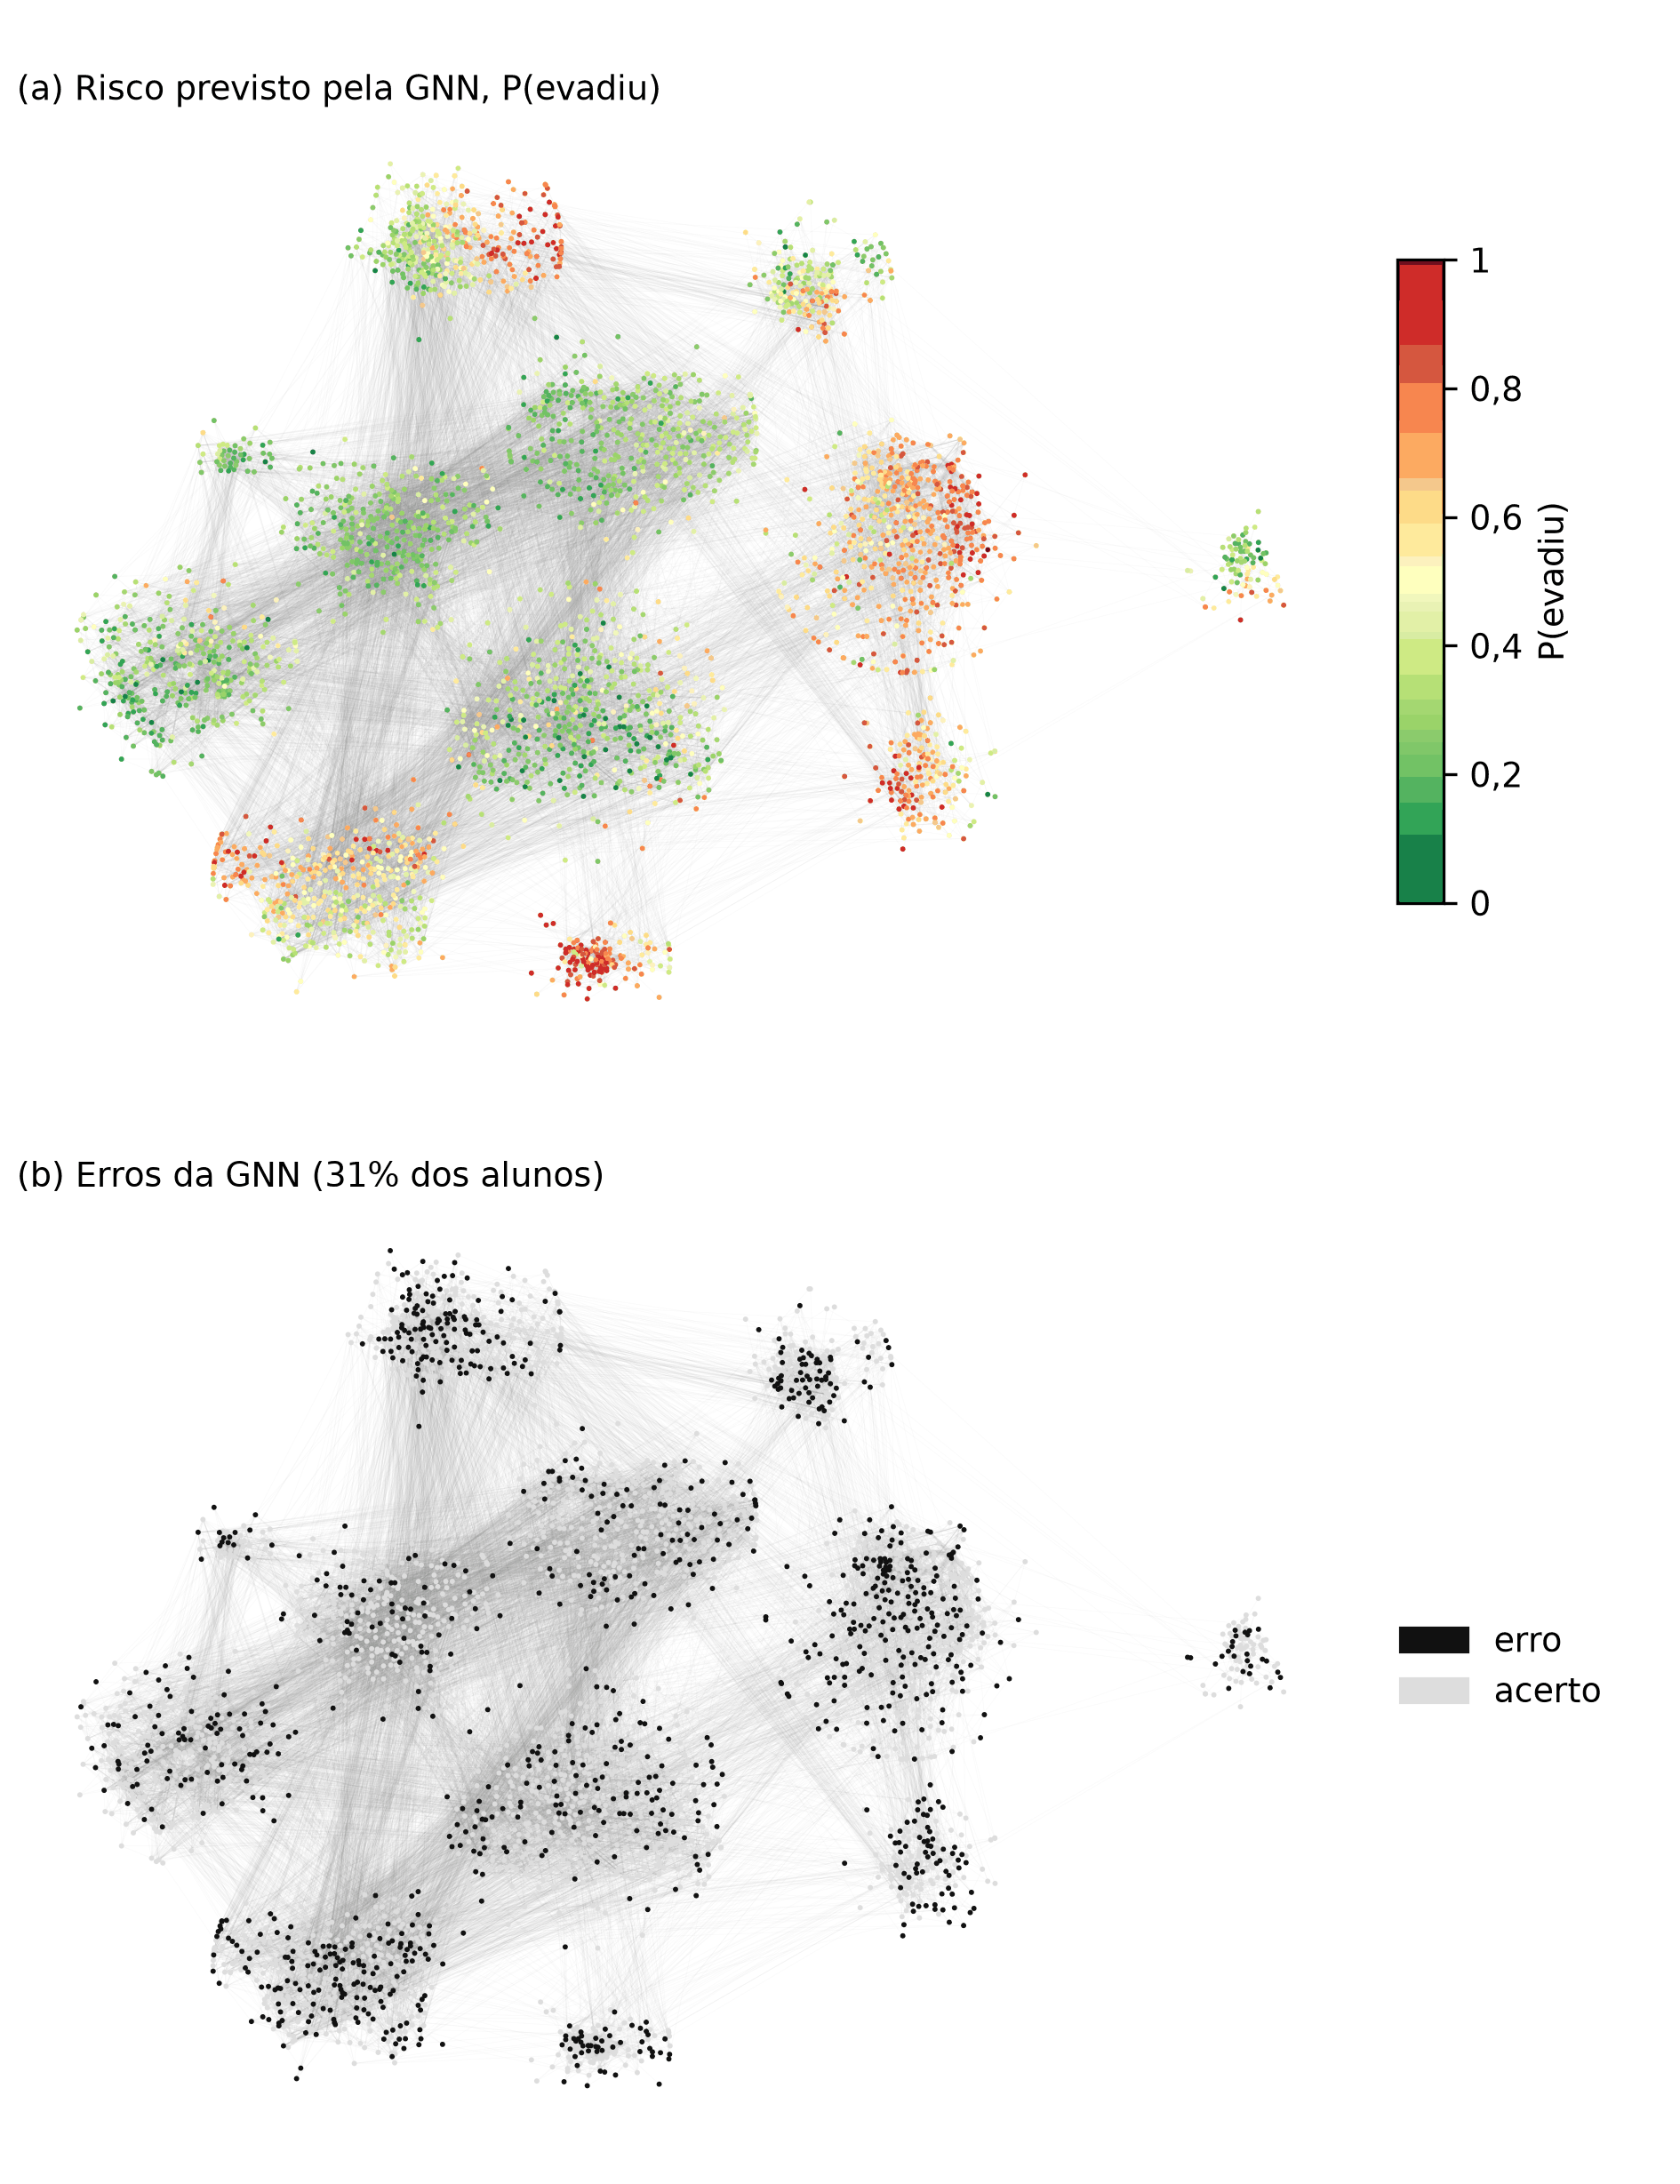 (a) Risco previsto pela GNN, P(evadiu)
1
0,8
0,6
0,4
0,2
0
P(evadiu)
(b) Erros da GNN (31% dos alunos)
erro
acerto